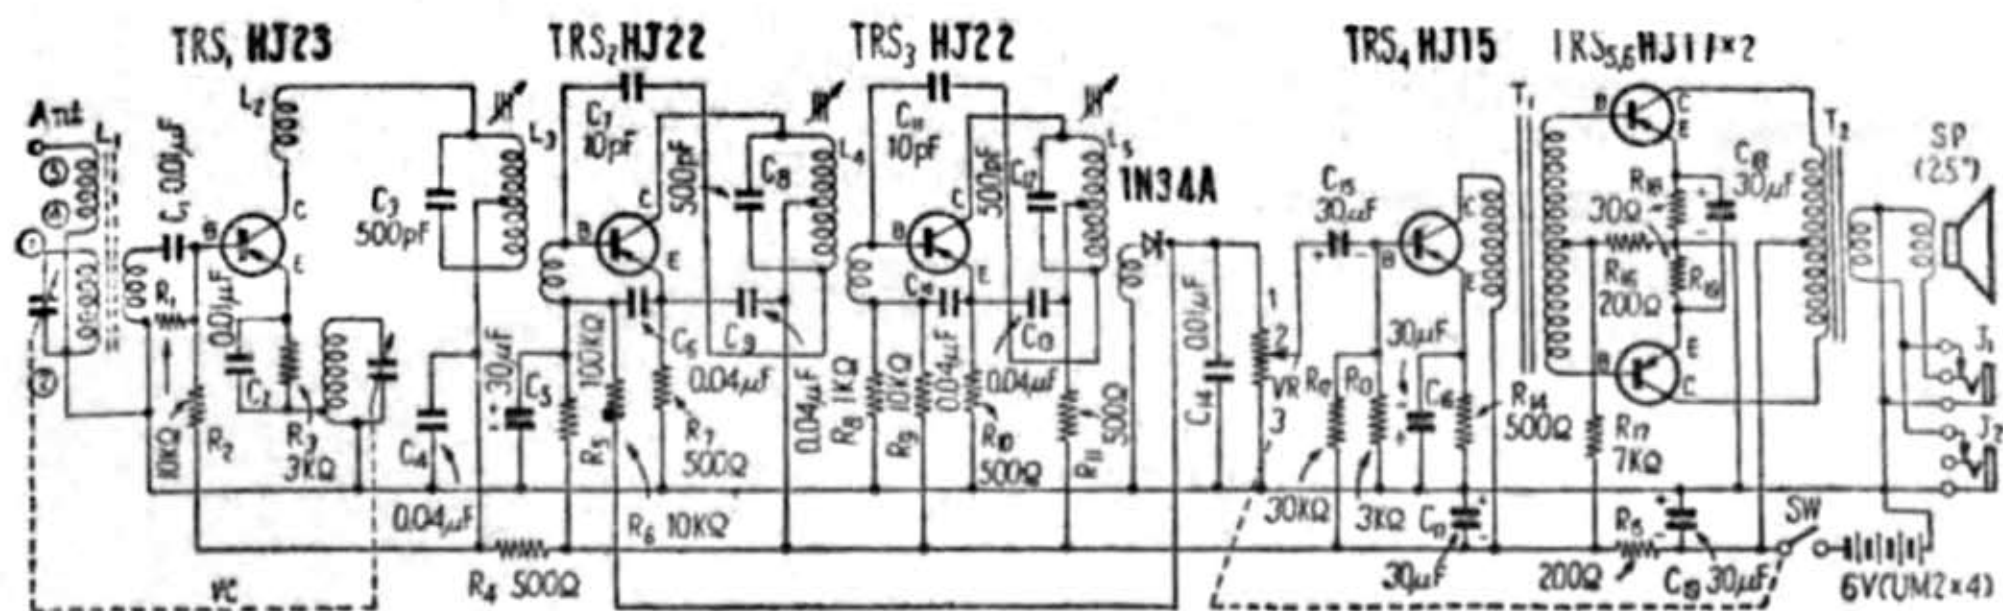 TRS₁ HJ23
TRS₂ HJ22
TRS₃ HJ22
TRS₄ HJ15
TRS₅,₆ HJ17×2
Ant
L₁
C₁ 0.01μF
L₂
B
C
E
R₁
10KΩ
R₂
0.01μF
C₂
R₃
3KΩ
VC
C₃
500pF
L₃
C₄
0.04μF
R₄ 500Ω
C₅
30μF
C₇
10pF
B
C
E
100KΩ
R₅
R₆ 10KΩ
C₆
R₇
500Ω
500pF
C₈
L₄
C₉
0.04μF
0.04μF
C₁₁
10pF
B
C
E
R₈ 1KΩ
R₉ 10KΩ
0.04μF
R₁₀
500Ω
500pF
C₁₂
L₅
C₁₃
0.04μF
R₁₁
500Ω
1N34A
C₁₄ 0.01μF
1
2
VR
3
C₁₅
30μF
B
C
E
30KΩ
R₁₃
3KΩ
30μF
C₁₆
R₁₄
500Ω
C₁₇
30μF
T₁
B
C
E
R₁₈
30Ω
C₁₈
30μF
R₁₆
200Ω
R₁₉
B
E
C
R₁₇
7KΩ
R₁₅
200Ω
C₁₉ 30μF
T₂
SP
(2.5")
J₁
J₂
SW
6V(UM2×4)